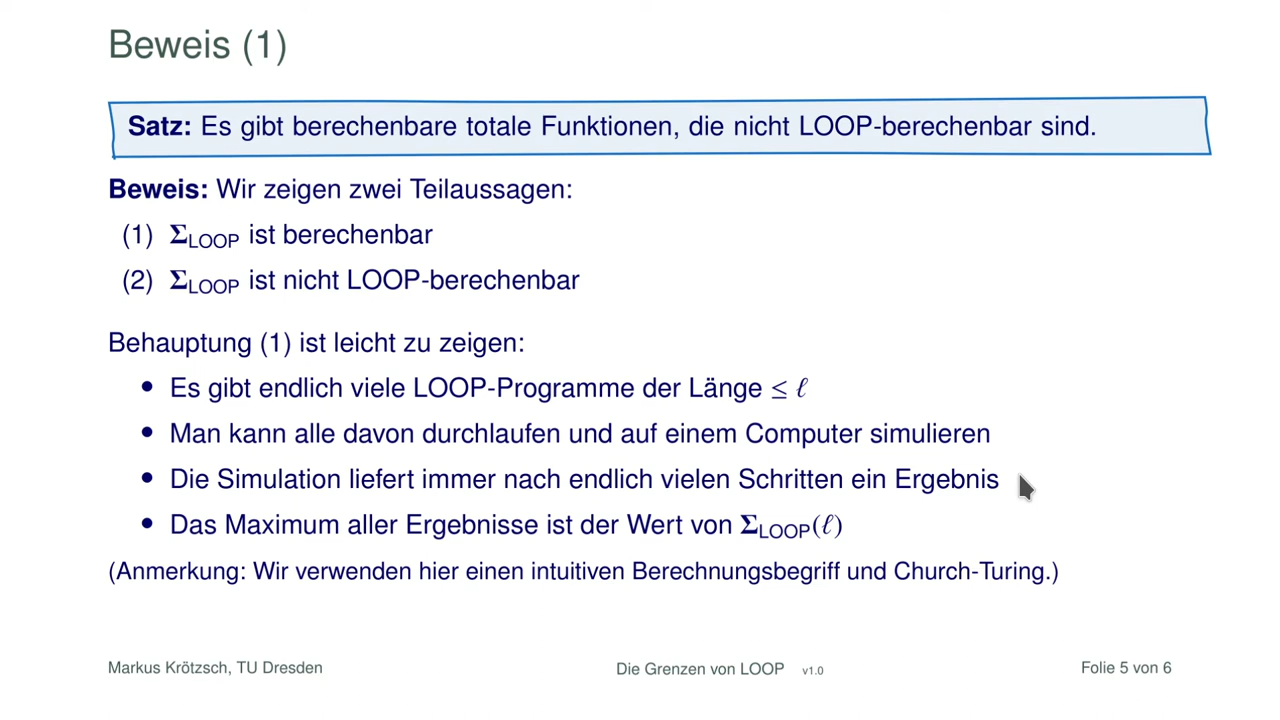 Beweis (1)
Satz: Es gibt berechenbare totale Funktionen, die nicht LOOP-berechenbar sind.
Beweis: Wir zeigen zwei Teilaussagen:
(1) Σ_LOOP ist berechenbar
(2) Σ_LOOP ist nicht LOOP-berechenbar
Behauptung (1) ist leicht zu zeigen:
• Es gibt endlich viele LOOP-Programme der Länge ≤ ℓ
• Man kann alle davon durchlaufen und auf einem Computer simulieren
• Die Simulation liefert immer nach endlich vielen Schritten ein Ergebnis
• Das Maximum aller Ergebnisse ist der Wert von Σ_LOOP(ℓ)
(Anmerkung: Wir verwenden hier einen intuitiven Berechnungsbegriff und Church-Turing.)
Markus Krötzsch, TU Dresden Die Grenzen von LOOP v1.0 Folie 5 von 6